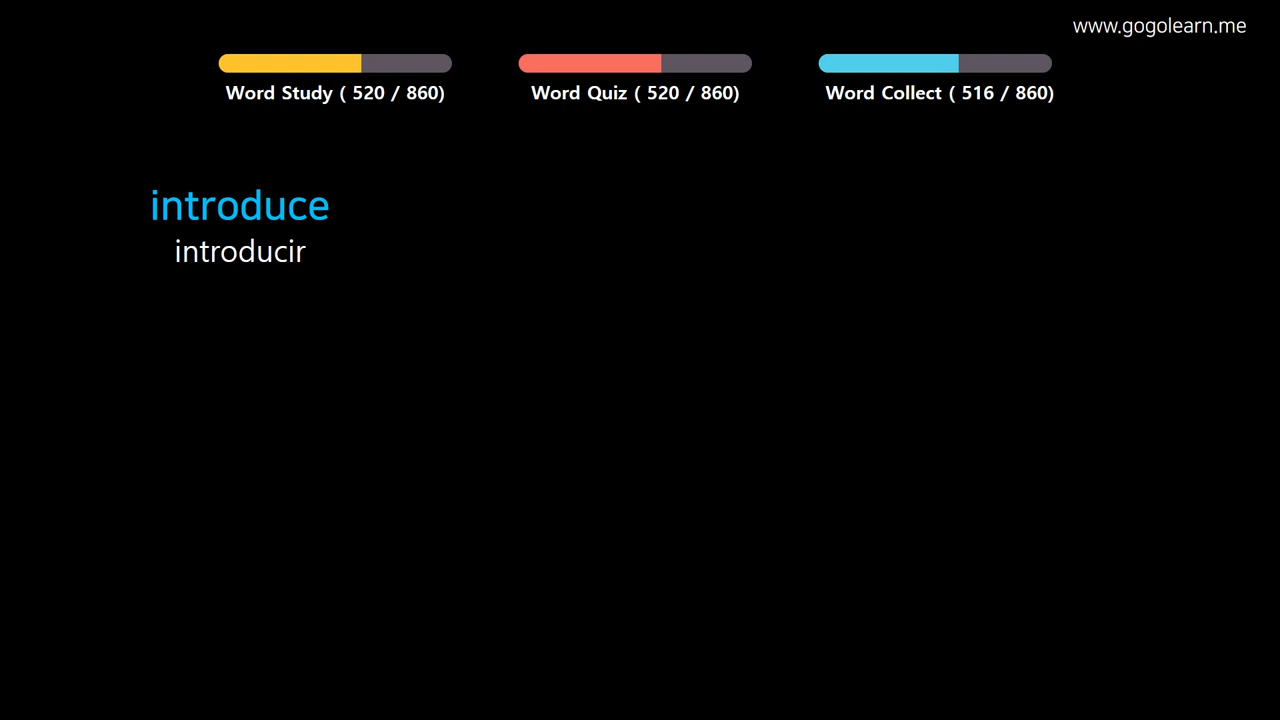 www.gogolearn.me
Word Study ( 520 / 860)
Word Quiz ( 520 / 860)
Word Collect ( 516 / 860)
introduce
introducir